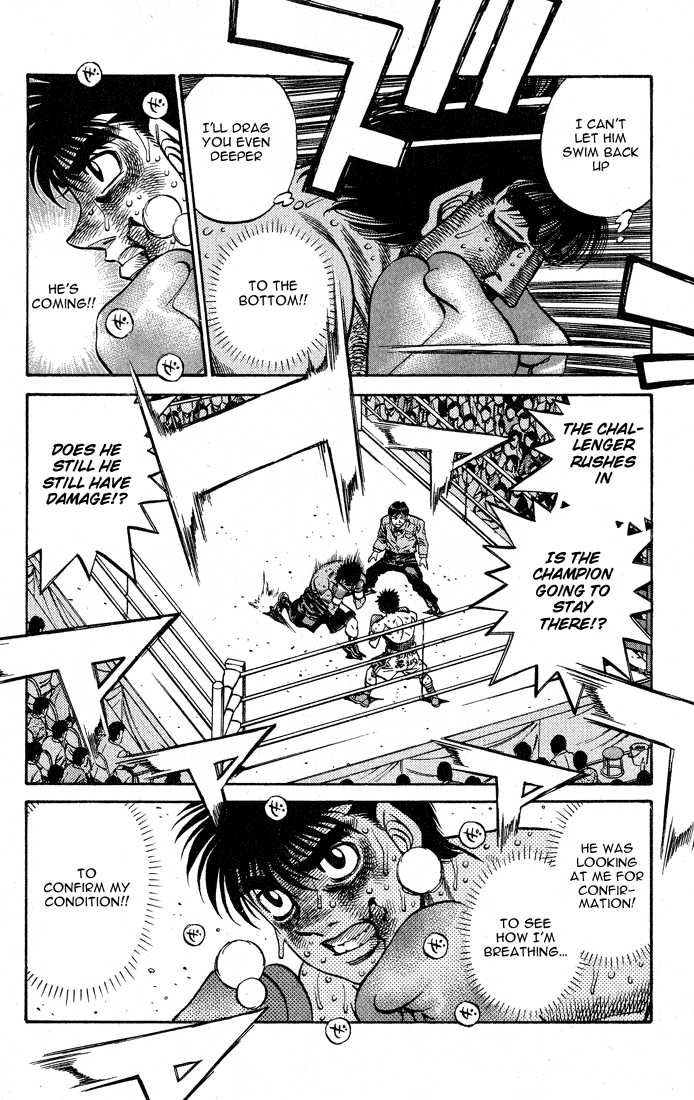 I CAN'T
LET HIM
SWIM BACK
UP
I'LL DRAG
YOU EVEN
DEEPER
TO THE
BOTTOM!!
HE'S
COMING!!
THE CHAL-
LENGER
RUSHES
IN
IS THE
CHAMPION
GOING TO
STAY
THERE!?
DOES HE
STILL HE
STILL HAVE
DAMAGE!?
HE WAS
LOOKING
AT ME FOR
CONFIR-
MATION!
TO SEE
HOW I'M
BREATHING...
TO
CONFIRM MY
CONDITION!!